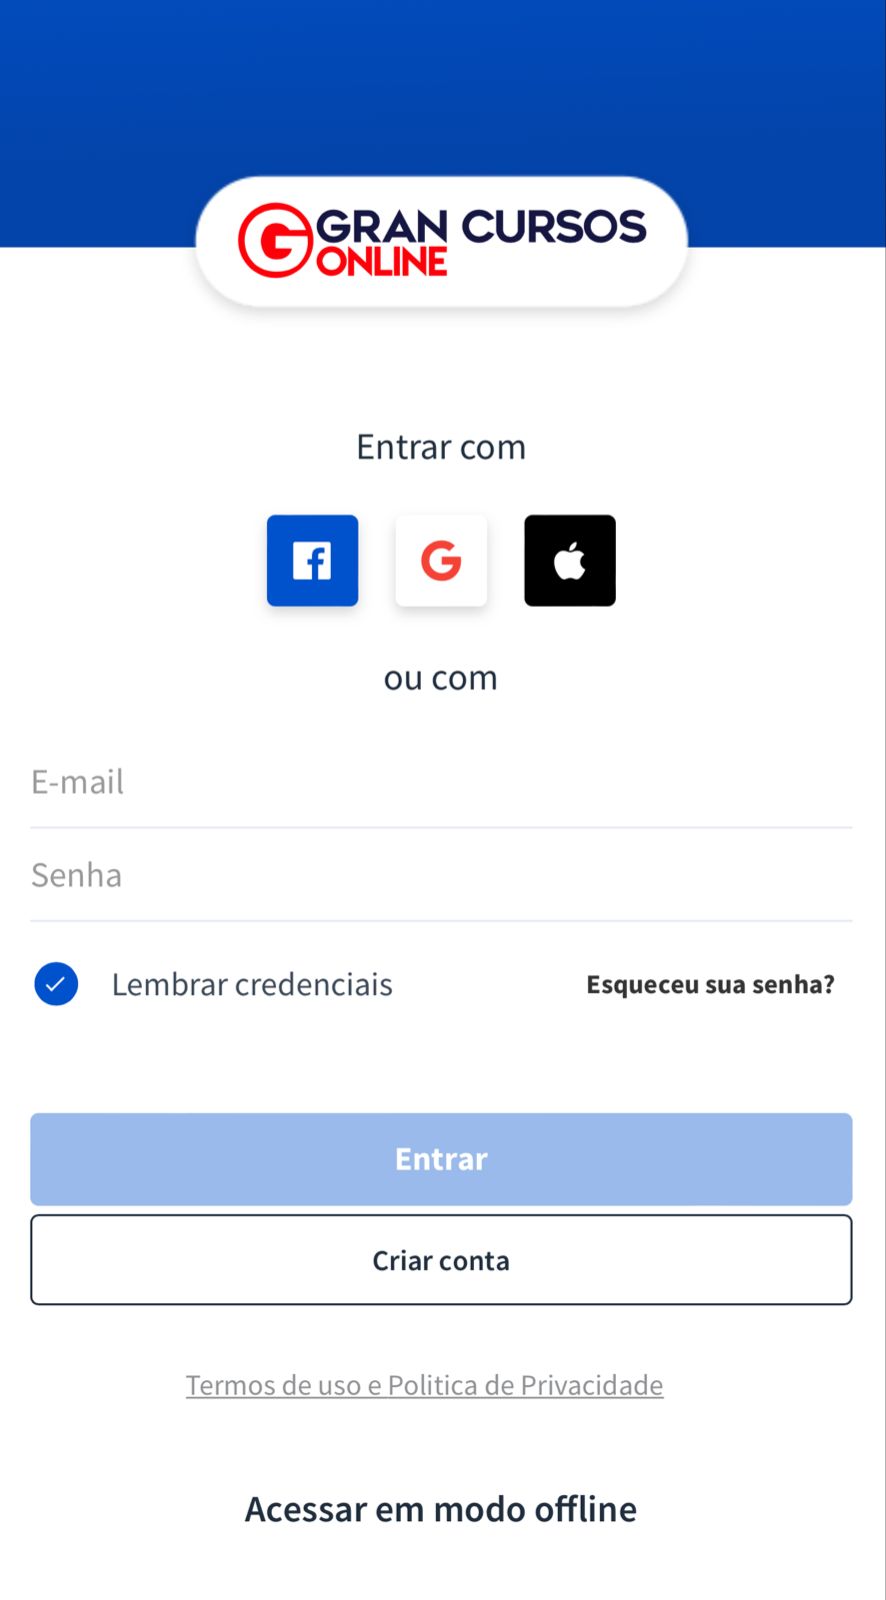 GRAN CURSOS
ONLINE
Entrar com
ou com
E-mail
Senha
Lembrar credenciais
Esqueceu sua senha?
Entrar
Criar conta
Termos de uso e Politica de Privacidade
Acessar em modo offline